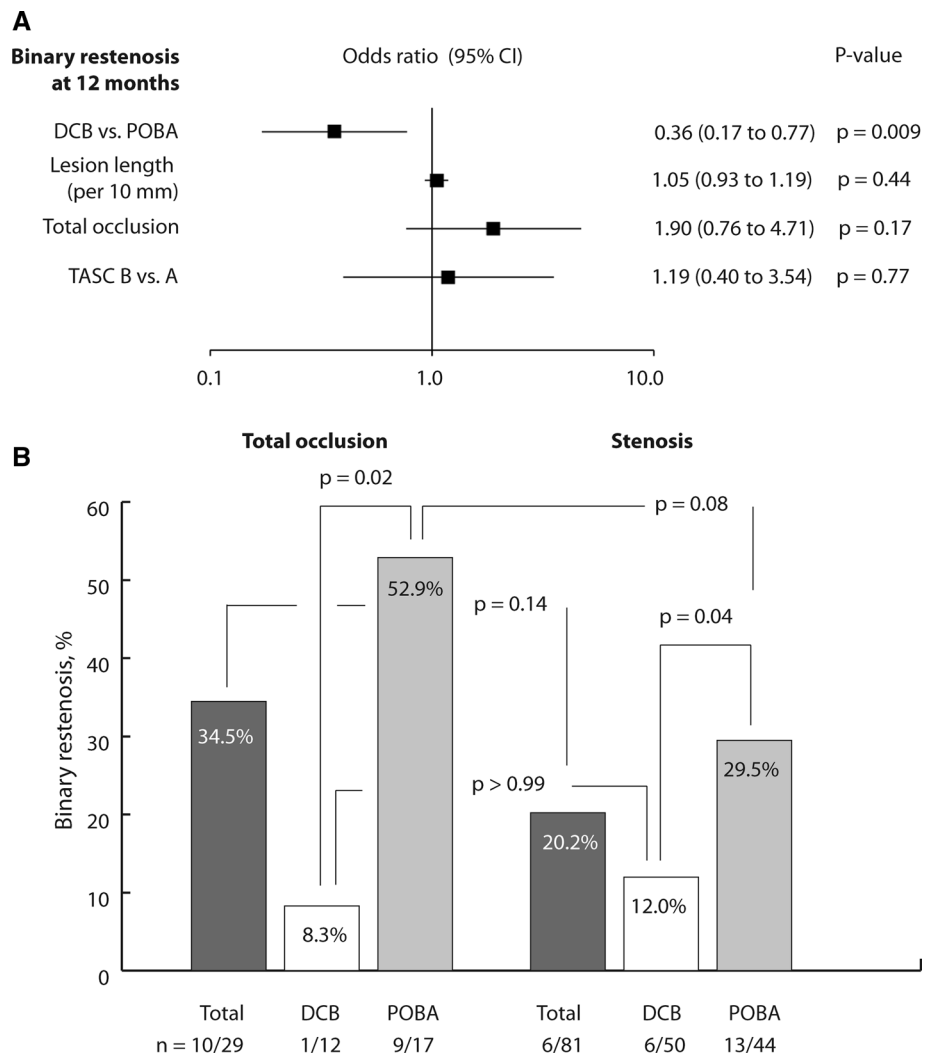 A
Binary restenosis
at 12 months
Odds ratio (95% CI)
P-value
DCB vs. POBA
0.36 (0.17 to 0.77)
p = 0.009
Lesion length
(per 10 mm)
1.05 (0.93 to 1.19)
p = 0.44
Total occlusion
1.90 (0.76 to 4.71)
p = 0.17
TASC B vs. A
1.19 (0.40 to 3.54)
p = 0.77
0.1
1.0
10.0
B
Total occlusion
Stenosis
p = 0.02
p = 0.08
p = 0.14
p = 0.04
p > 0.99
Binary restenosis, %
60
50
40
30
20
10
0
34.5%
8.3%
52.9%
20.2%
12.0%
29.5%
Total
DCB
POBA
Total
DCB
POBA
n = 10/29
1/12
9/17
6/81
6/50
13/44